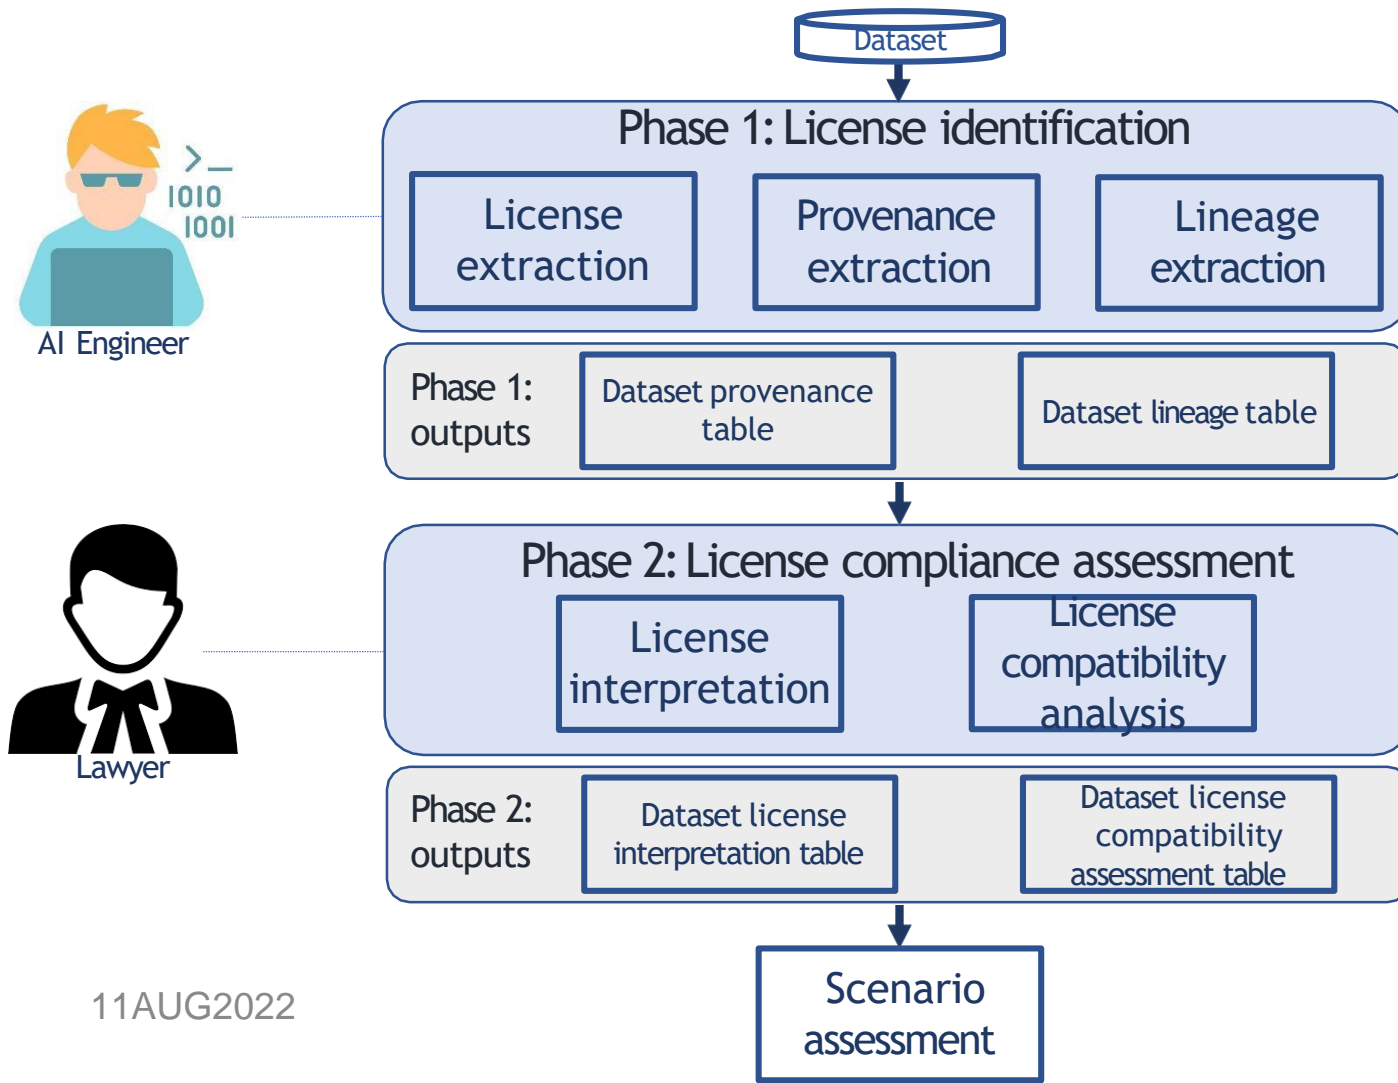 Dataset
Phase 1: License identification
>_
1010
1001
License
extraction
Provenance
extraction
Lineage
extraction
AI Engineer
Phase 1:
outputs
Dataset provenance
table
Dataset lineage table
Phase 2: License compliance assessment
License
interpretation
License
compatibility
analysis
Lawyer
Phase 2:
outputs
Dataset license
interpretation table
Dataset license
compatibility
assessment table
Scenario
assessment
11AUG2022